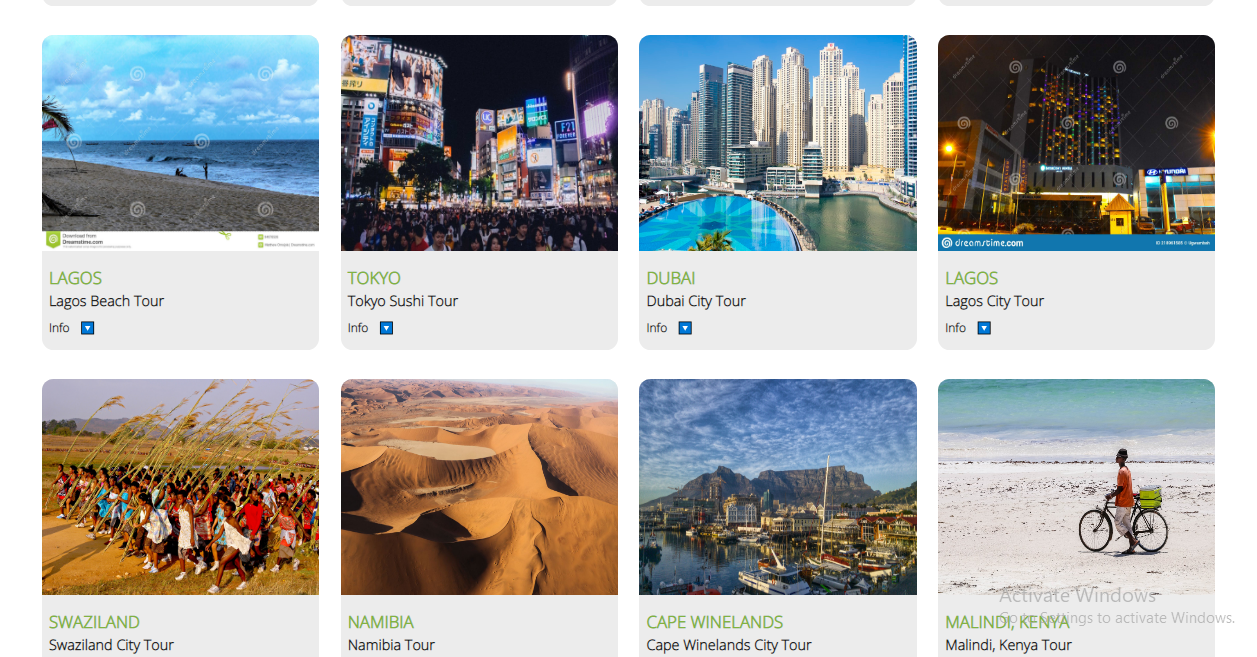 Download from
Dreamstime.com
dreamstime.com
HYUNDAI
F21
LAGOS
Lagos Beach Tour
Info
TOKYO
Tokyo Sushi Tour
Info
DUBAI
Dubai City Tour
Info
LAGOS
Lagos City Tour
Info
SWAZILAND
Swaziland City Tour
NAMIBIA
Namibia Tour
CAPE WINELANDS
Cape Winelands City Tour
MALINDI, KENYA
Malindi, Kenya Tour
Activate Windows
Go to Settings to activate Windows.